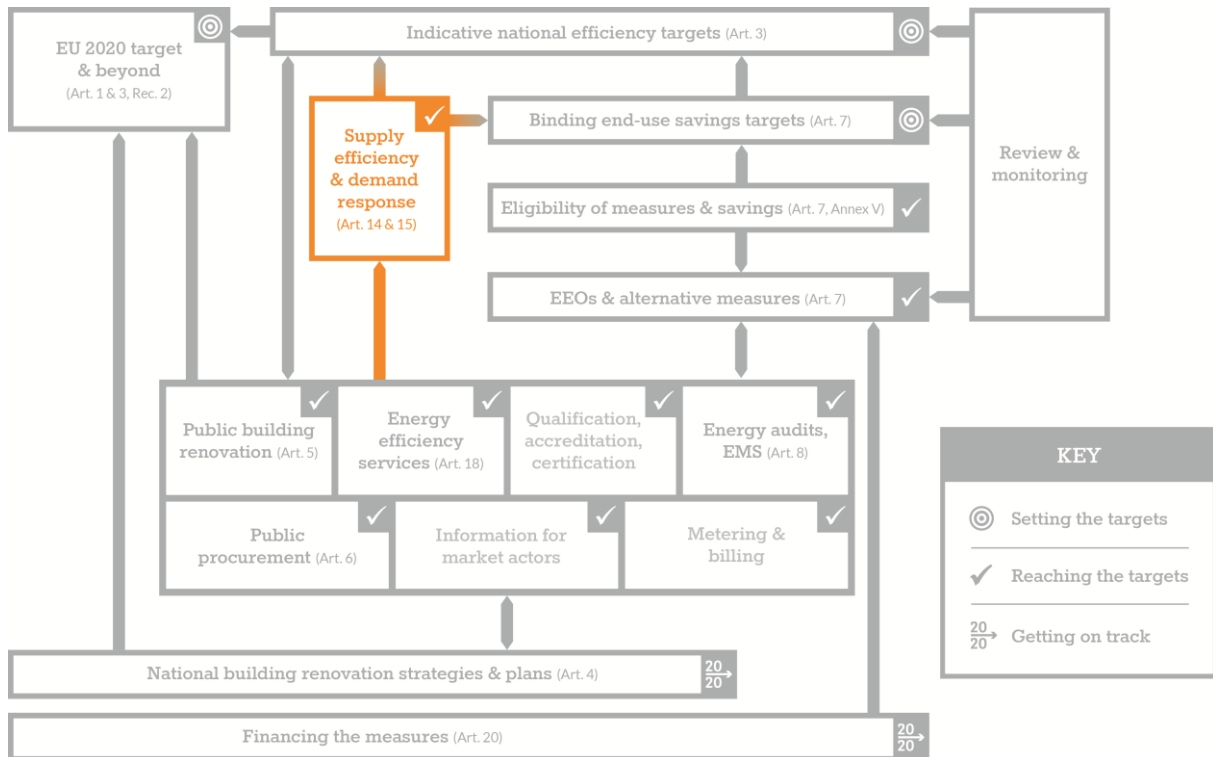 EU 2020 target
& beyond
(Art. 1 & 3, Rec. 2)
Indicative national efficiency targets (Art. 3)
Supply
efficiency
& demand
response
(Art. 14 & 15)
Binding end-use savings targets (Art. 7)
Eligibility of measures & savings (Art. 7, Annex V)
EEOs & alternative measures (Art. 7)
Review &
monitoring
Public building
renovation (Art. 5)
Energy
efficiency
services (Art. 18)
Qualification,
accreditation,
certification
Energy audits,
EMS (Art. 8)
Public
procurement (Art. 6)
Information for
market actors
Metering &
billing
National building renovation strategies & plans (Art. 4)
20
20
Financing the measures (Art. 20)
20
20
KEY
Setting the targets
Reaching the targets
20
20
Getting on track